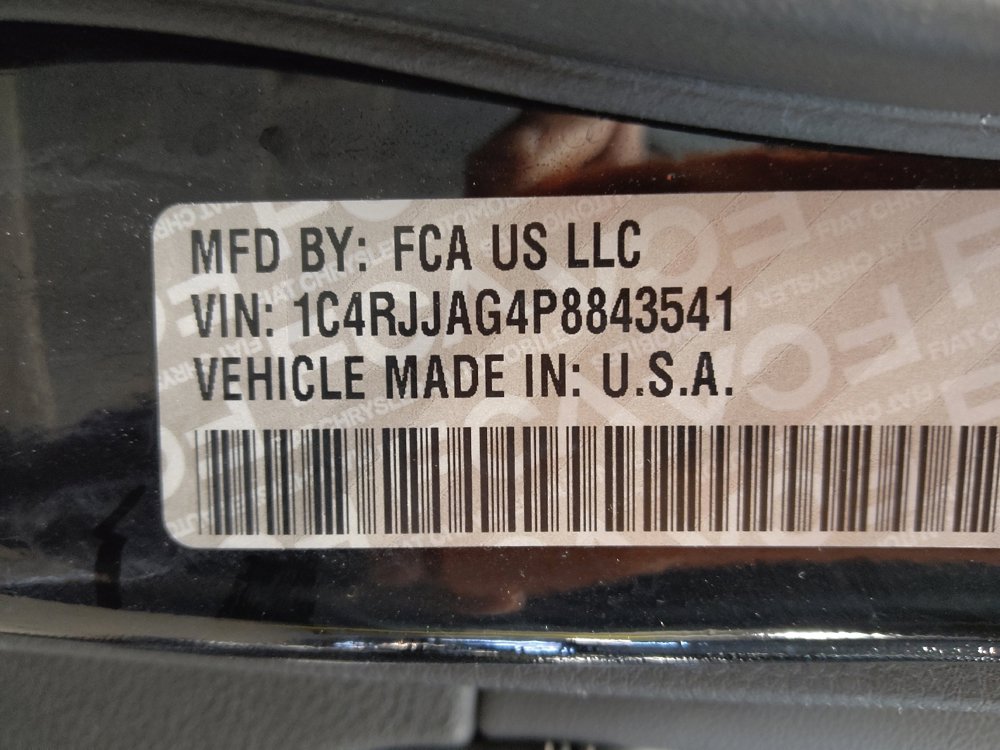 MFD BY: FCA US LLC
VIN: 1C4RJJAG4P8843541
VEHICLE MADE IN: U.S.A.